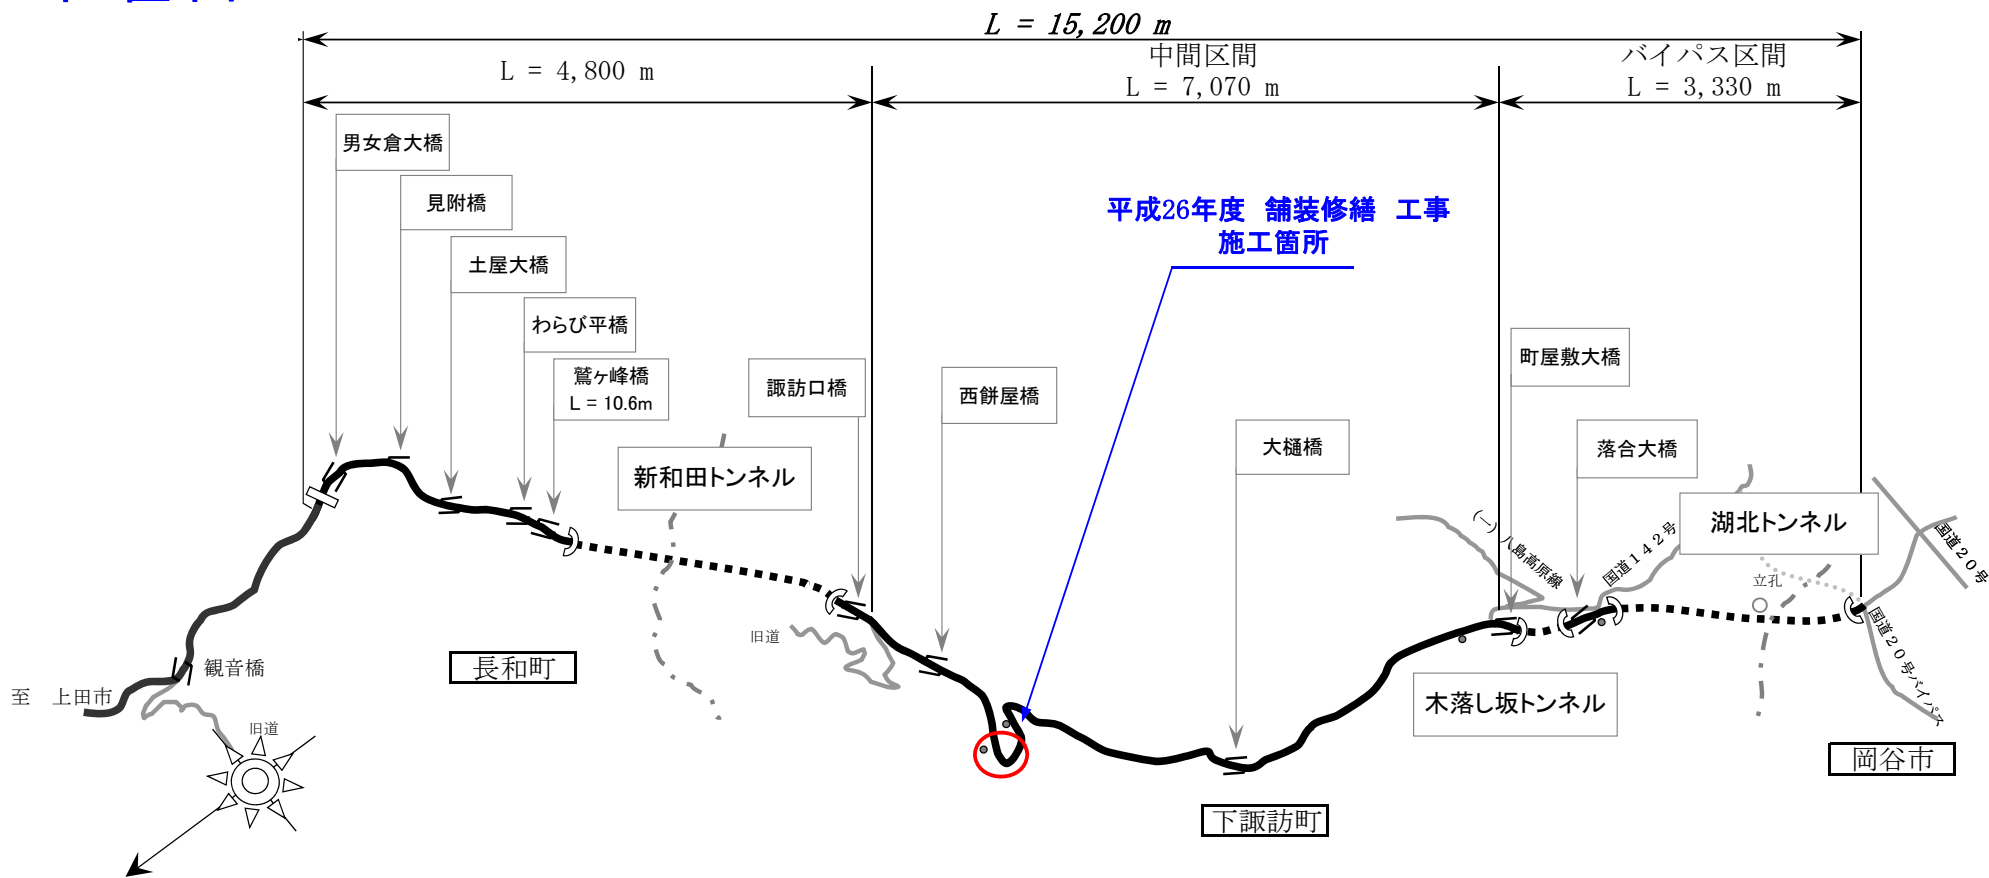 L = 15,200 m
L = 4,800 m
中間区間
L = 7,070 m
バイパス区間
L = 3,330 m
男女倉大橋
見附橋
土屋大橋
わらび平橋
鷲ヶ峰橋
L = 10.6m
新和田トンネル
諏訪口橋
西餅屋橋
平成26年度 舗装修繕 工事
施工箇所
大樋橋
町屋敷大橋
落合大橋
湖北トンネル
(一)八島高原線
国道142号
立孔
国道20号
国道20号バイパス
旧道
長和町
観音橋
至 上田市
旧道
木落し坂トンネル
岡谷市
下諏訪町